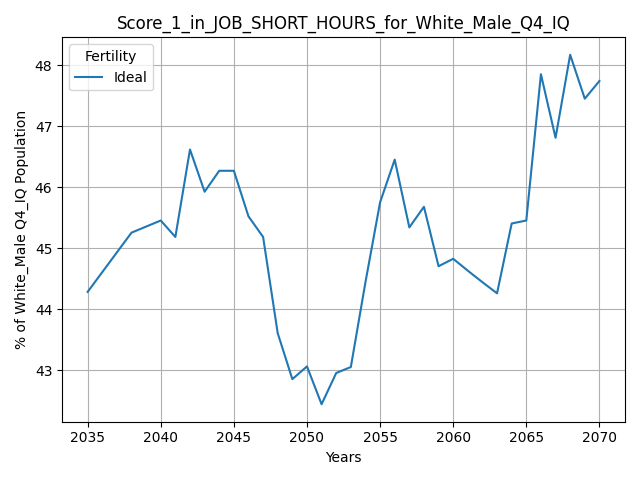 Score_1_in_JOB_SHORT_HOURS_for_White_Male_Q4_IQ
Fertility
Ideal
48
47
46
45
44
43
% of White_Male Q4_IQ Population
2035 2040 2045 2050 2055 2060 2065 2070
Years